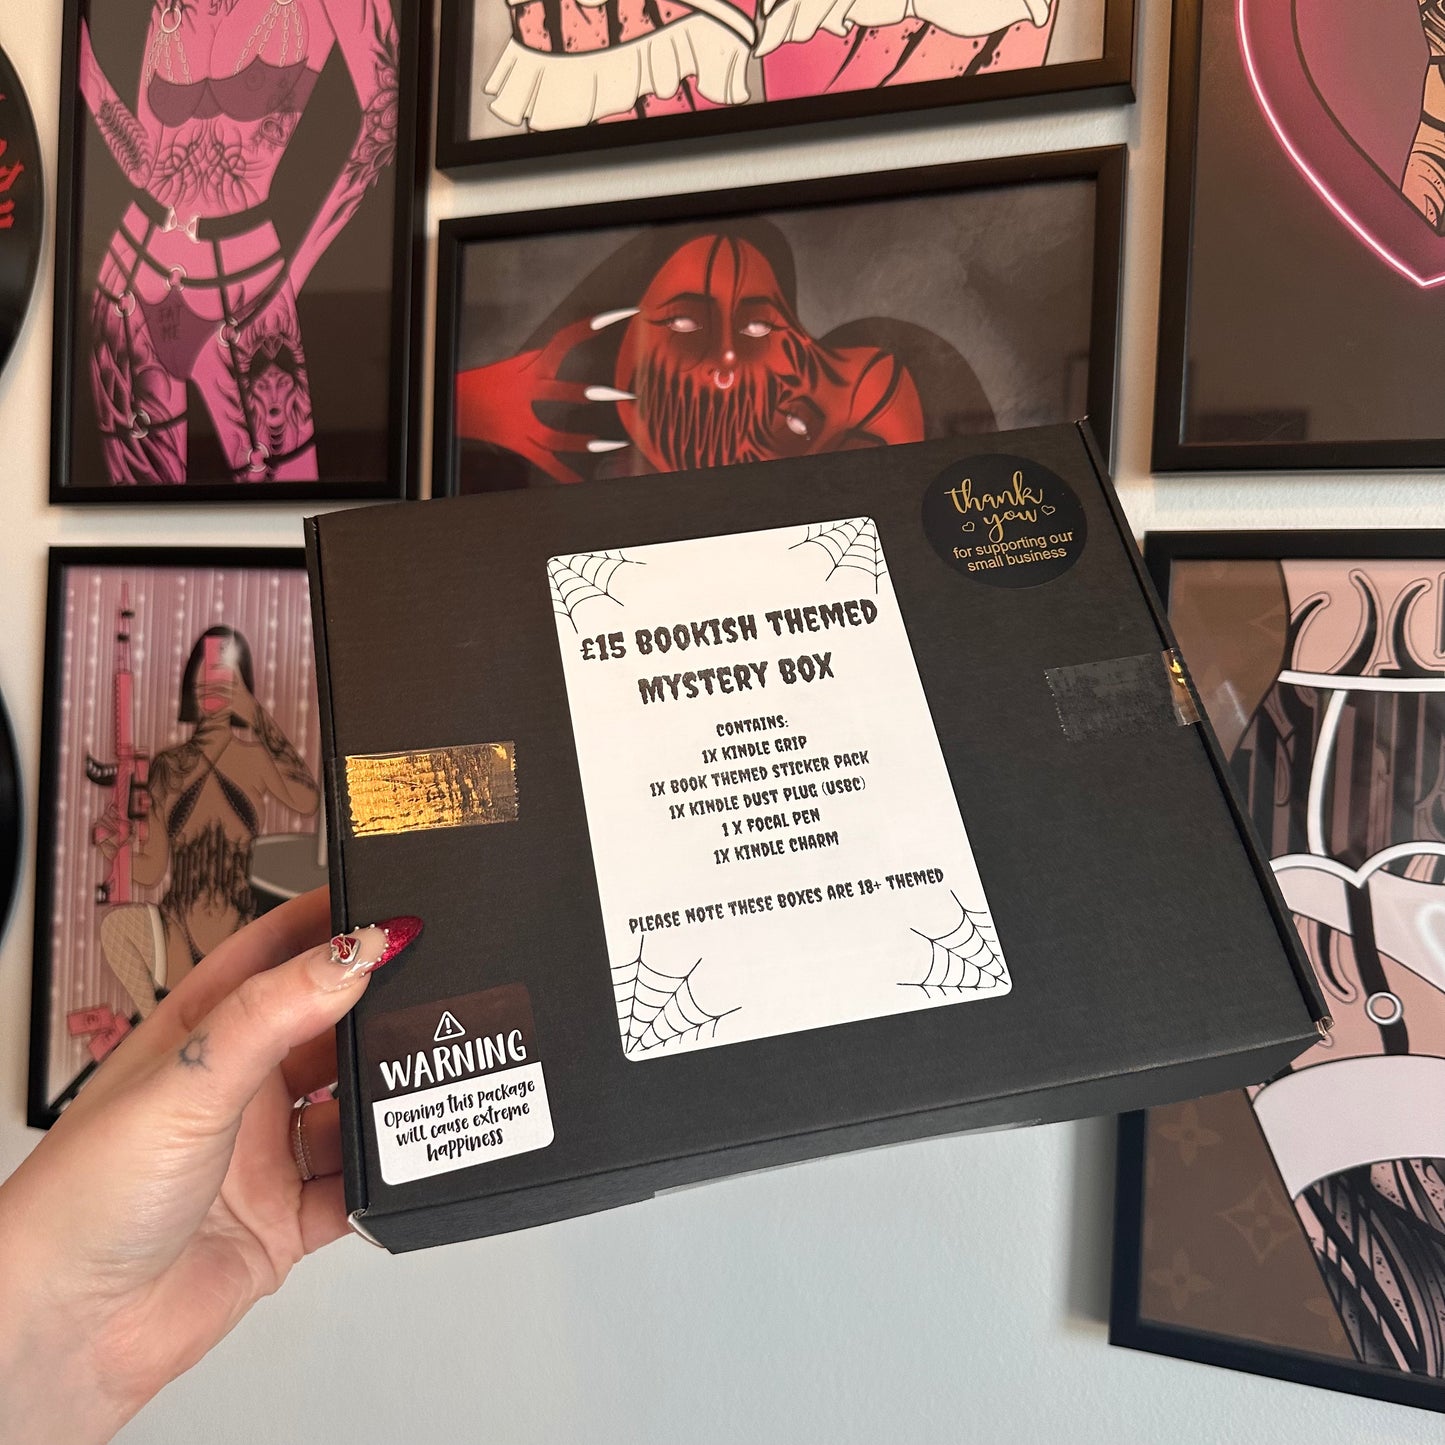 thank
you
for supporting our
small business
£15 BOOKISH THEMED
MYSTERY BOX
CONTAINS:
1X KINDLE GRIP
1X BOOK THEMED STICKER PACK
1X KINDLE DUST PLUG (USBC)
1 X FOCAL PEN
1X KINDLE CHARM
PLEASE NOTE THESE BOXES ARE 18+ THEMED
WARNING
Opening this package
will cause extreme
happiness
EAT
ME